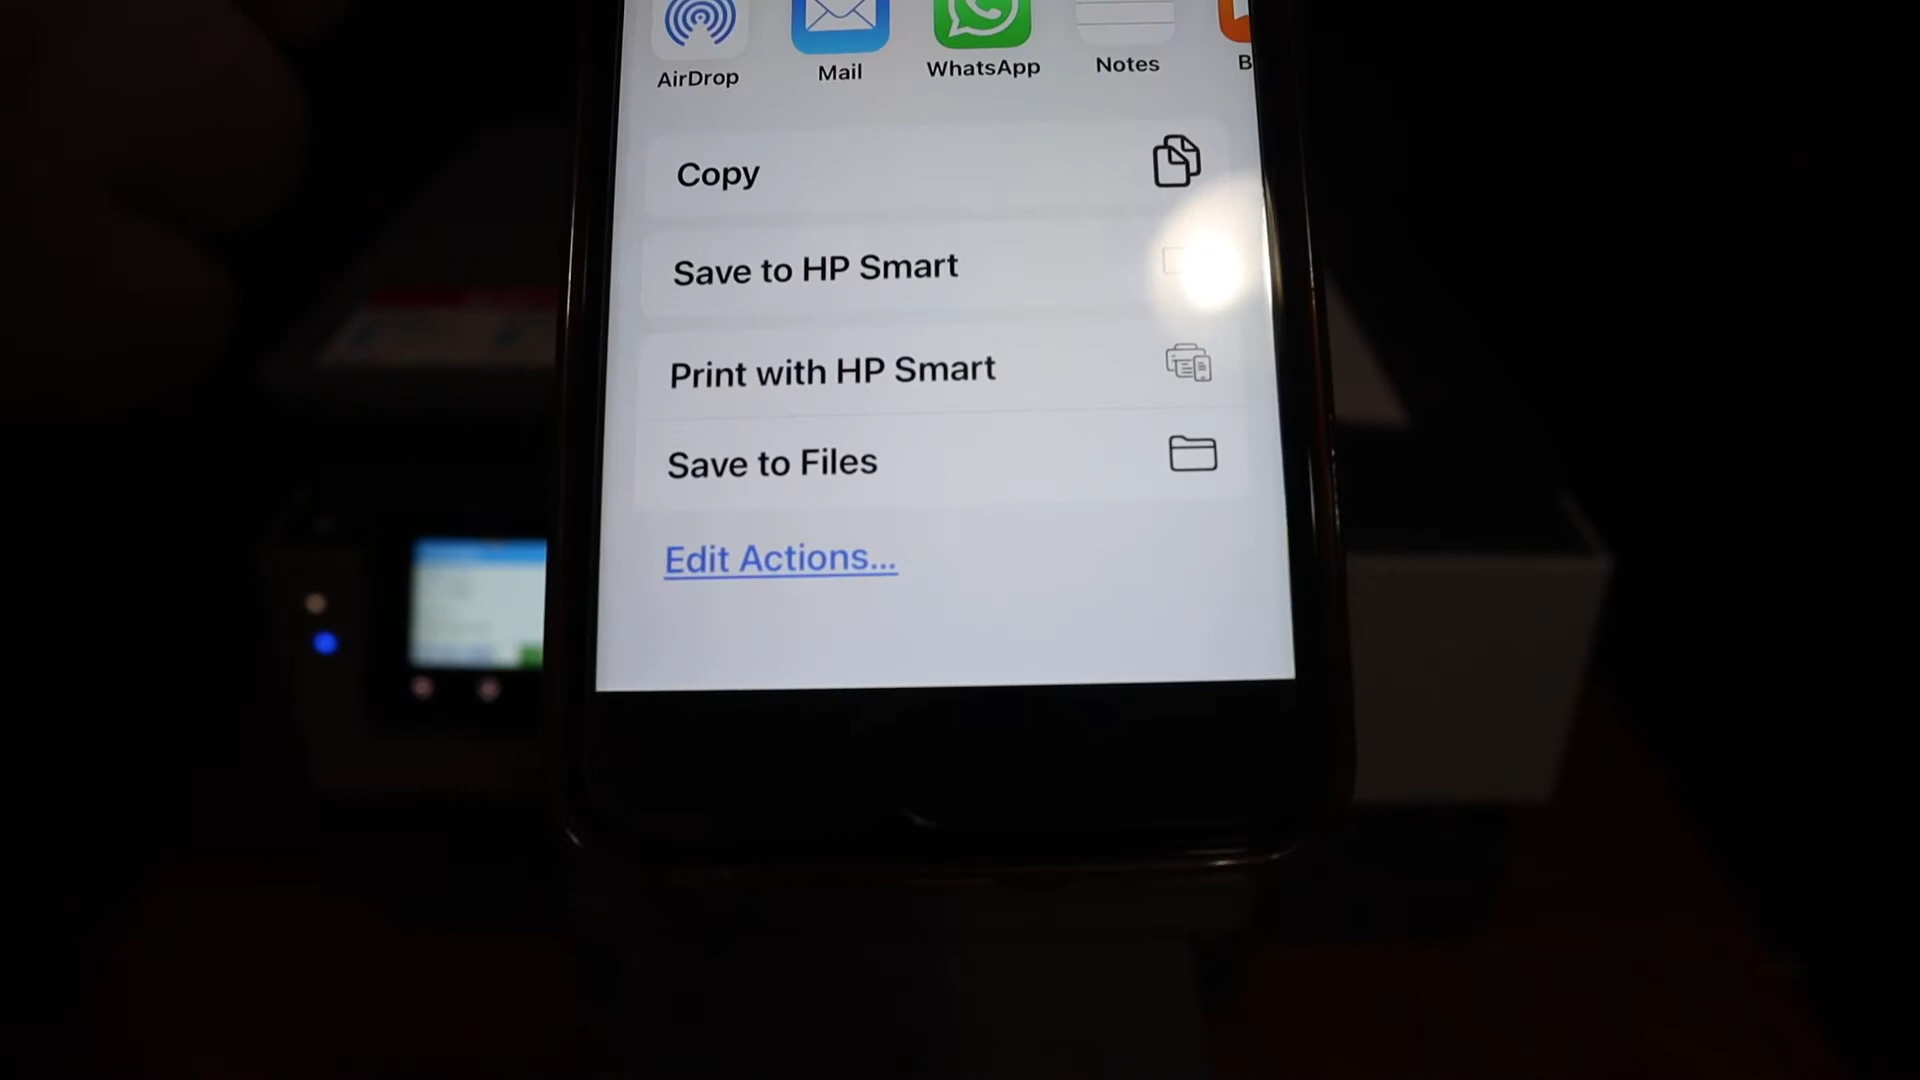 AirDrop
Mail
WhatsApp
Notes
B
Copy
Save to HP Smart
Print with HP Smart
Save to Files
Edit Actions...